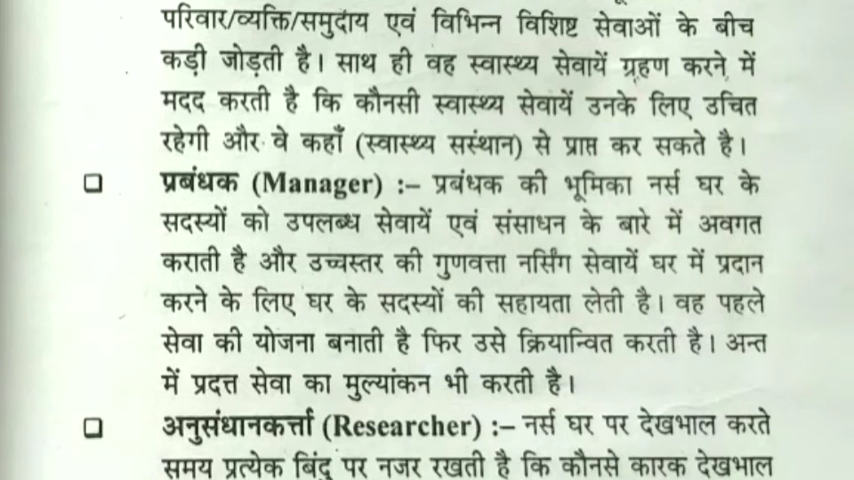 परिवार/व्यक्ति/समुदाय एवं विभिन्न विशिष्ट सेवाओं के बीच
कड़ी जोड़ती है। साथ ही वह स्वास्थ्य सेवायें ग्रहण करने में
मदद करती है कि कौनसी स्वास्थ्य सेवायें उनके लिए उचित
रहेगी और वे कहाँ (स्वास्थ्य सस्थान) से प्राप्त कर सकते है।
❑ प्रबंधक (Manager) :– प्रबंधक की भूमिका नर्स घर के
सदस्यों को उपलब्ध सेवायें एवं संसाधन के बारे में अवगत
कराती है और उच्चस्तर की गुणवत्ता नर्सिंग सेवायें घर में प्रदान
करने के लिए घर के सदस्यों की सहायता लेती है। वह पहले
सेवा की योजना बनाती है फिर उसे क्रियान्वित करती है। अन्त
में प्रदत्त सेवा का मुल्यांकन भी करती है।
❑ अनुसंधानकर्त्ता (Researcher) :– नर्स घर पर देखभाल करते
समय प्रत्येक बिंदु पर नजर रखती है कि कौनसे कारक देखभाल